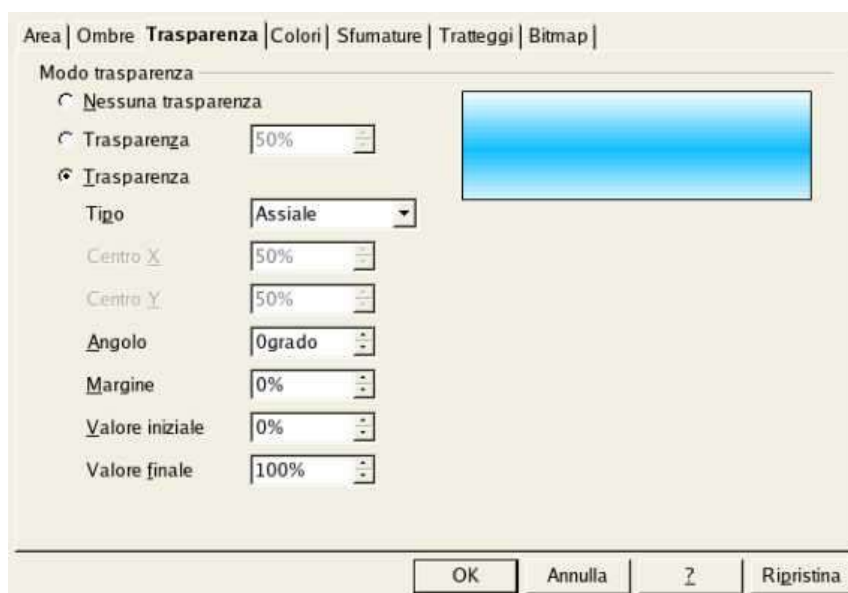 Area Ombre Trasparenza Colori Sfumature Tratteggi Bitmap
Modo trasparenza
Nessuna trasparenza
Trasparenza 50%
Trasparenza
Tipo Assiale
Centro X 50%
Centro Y 50%
Angolo 0grado
Margine 0%
Valore iniziale 0%
Valore finale 100%
OK Annulla ? Ripristina